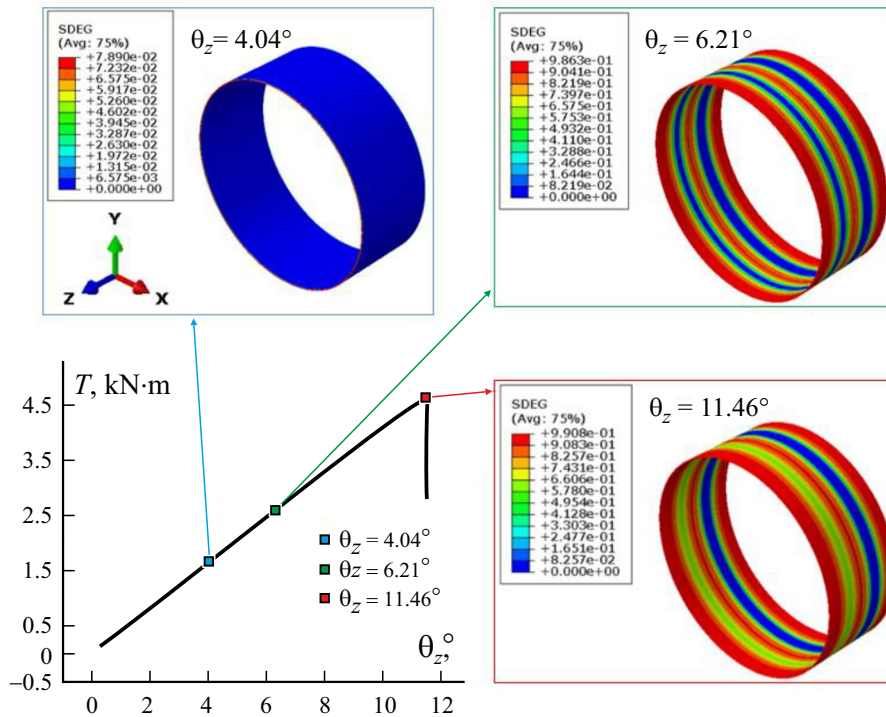 SDEG
(Avg: 75%)
+7.890e-02
+7.232e-02
+6.575e-02
+5.917e-02
+5.260e-02
+4.602e-02
+3.945e-02
+3.287e-02
+2.630e-02
+1.972e-02
+1.315e-02
+6.575e-03
+0.000e+00
θz = 4.04°
Y
Z
X
SDEG
(Avg: 75%)
+9.863e-01
+9.041e-01
+8.219e-01
+7.397e-01
+6.575e-01
+5.753e-01
+4.932e-01
+4.110e-01
+3.288e-01
+2.466e-01
+1.644e-01
+8.219e-02
+0.000e+00
θz = 6.21°
T, kN·m
4.5
3.5
2.5
1.5
0.5
0
–0.5
0 2 4 6 8 10 12
θz = 4.04°
θz = 6.21°
θz = 11.46°
θz,°
SDEG
(Avg: 75%)
+9.908e-01
+9.083e-01
+8.257e-01
+7.431e-01
+6.606e-01
+5.780e-01
+4.954e-01
+4.128e-01
+3.303e-01
+2.477e-01
+1.651e-01
+8.257e-02
+0.000e+00
θz = 11.46°